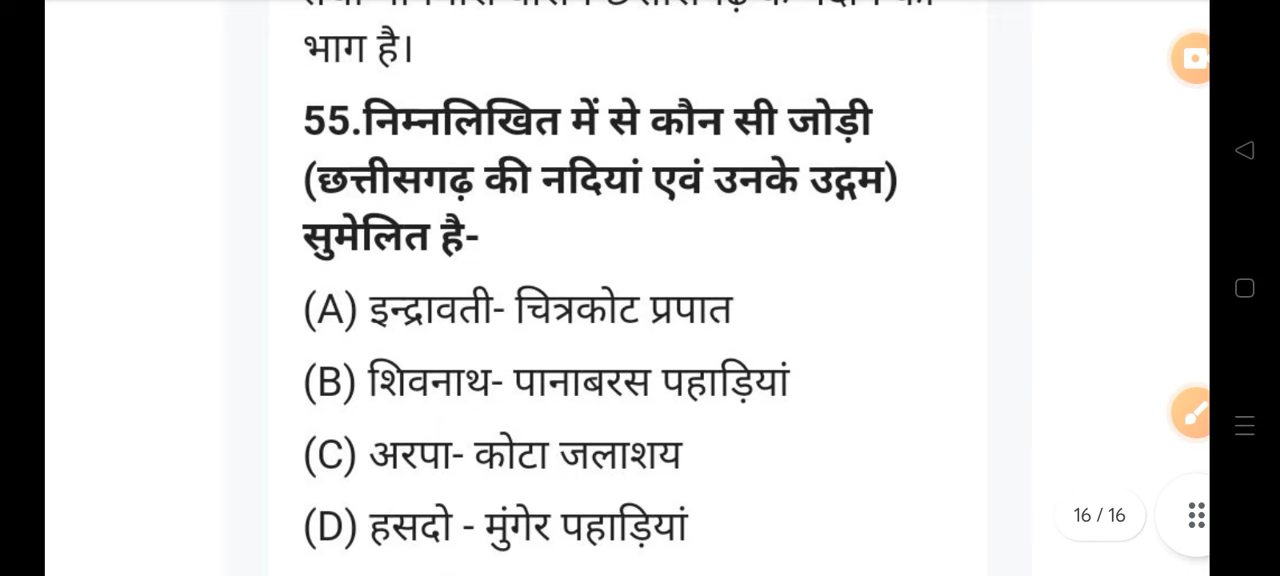 भाग है।
55.निम्नलिखित में से कौन सी जोड़ी
(छत्तीसगढ़ की नदियां एवं उनके उद्गम)
सुमेलित है-
(A) इन्द्रावती- चित्रकोट प्रपात
(B) शिवनाथ- पानाबरस पहाड़ियां
(C) अरपा- कोटा जलाशय
(D) हसदो - मुंगेर पहाड़ियां
16 / 16